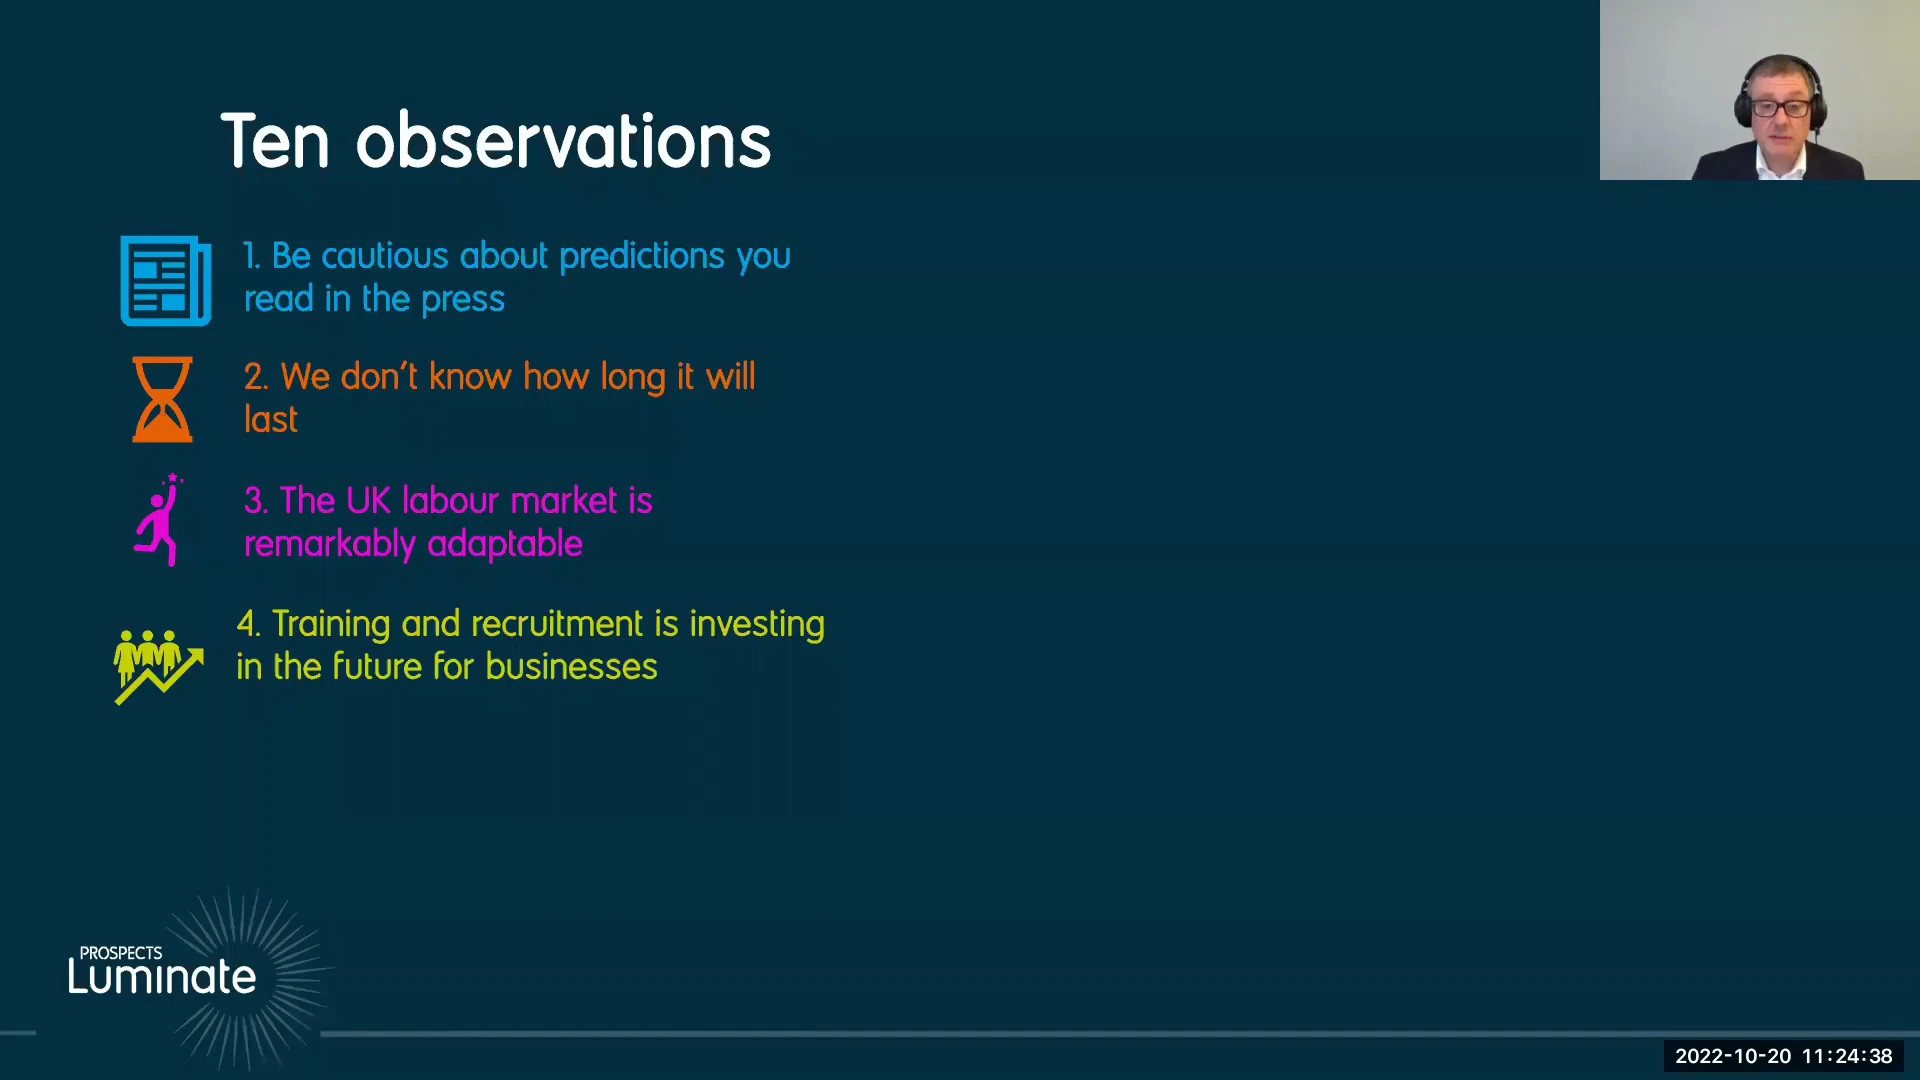 Ten observations
1. Be cautious about predictions you
read in the press
2. We don’t know how long it will
last
3. The UK labour market is
remarkably adaptable
4. Training and recruitment is investing
in the future for businesses
PROSPECTS
Luminate
2022-10-20 11:24:38